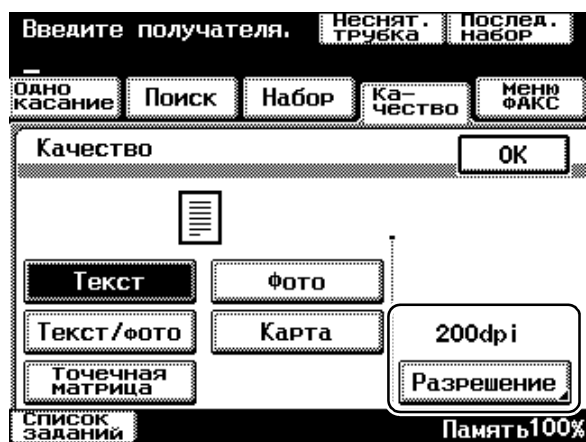 Введите получателя.
Неснят. трубка
Послед. набор
Одно касание
Поиск
Набор
Ка-
чество
Меню ФАКС
Качество
OK
Текст
Фото
Текст/фото
Карта
200dpi
Точечная
матрица
Разрешение
Список
заданий
Память100%